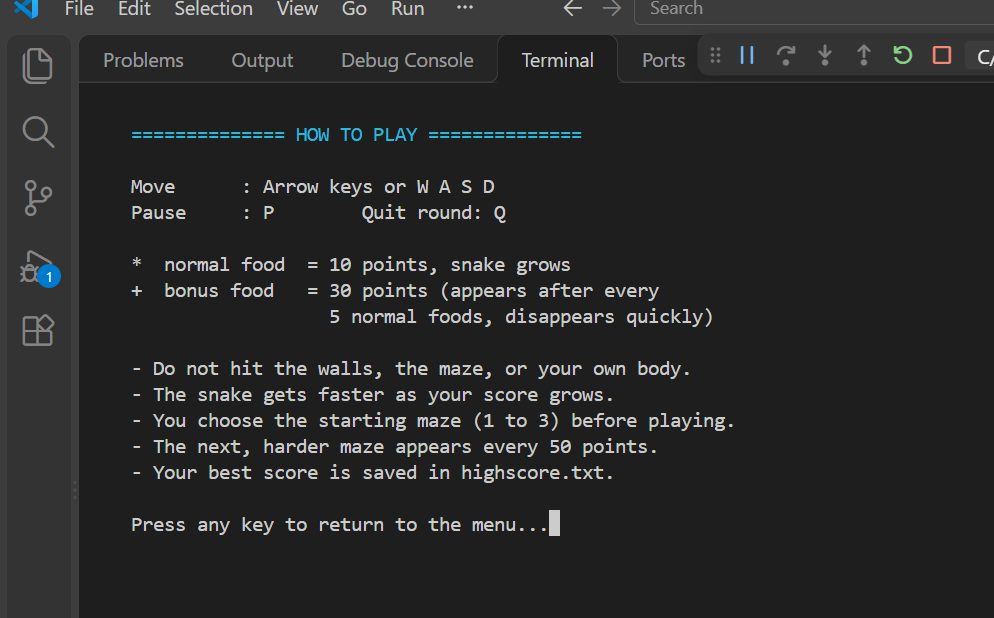 File Edit Selection View Go Run ... Search
Problems Output Debug Console Terminal Ports C/
============== HOW TO PLAY ==============
Move : Arrow keys or W A S D
Pause : P Quit round: Q
* normal food = 10 points, snake grows
+ bonus food = 30 points (appears after every
5 normal foods, disappears quickly)
- Do not hit the walls, the maze, or your own body.
- The snake gets faster as your score grows.
- You choose the starting maze (1 to 3) before playing.
- The next, harder maze appears every 50 points.
- Your best score is saved in highscore.txt.
Press any key to return to the menu...
1